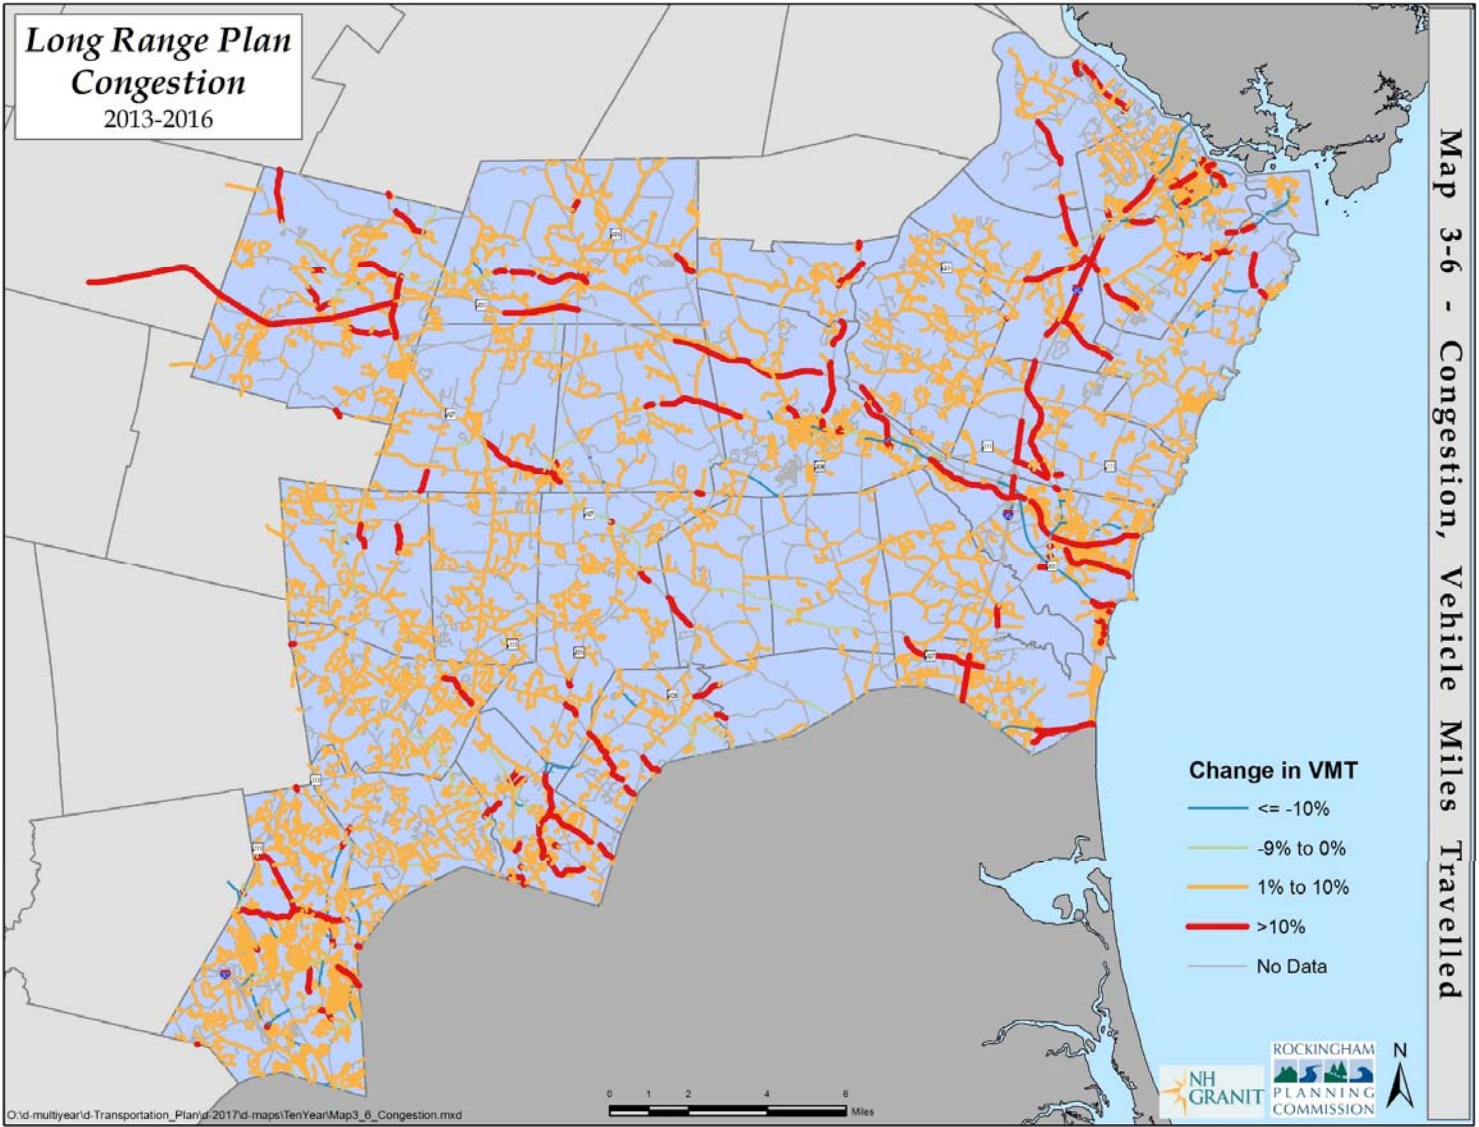 Long Range Plan
Congestion
2013-2016
Map 3-6 - Congestion, Vehicle Miles Travelled
Change in VMT
<= -10%
-9% to 0%
1% to 10%
>10%
No Data
ROCKINGHAM
PLANNING
COMMISSION
NH
GRANIT
N
0 1 2 4 6
Miles
O:\d-multiyear\d-Transportation_Plan\d-2017\d-maps\TenYear\Map3_6_Congestion.mxd